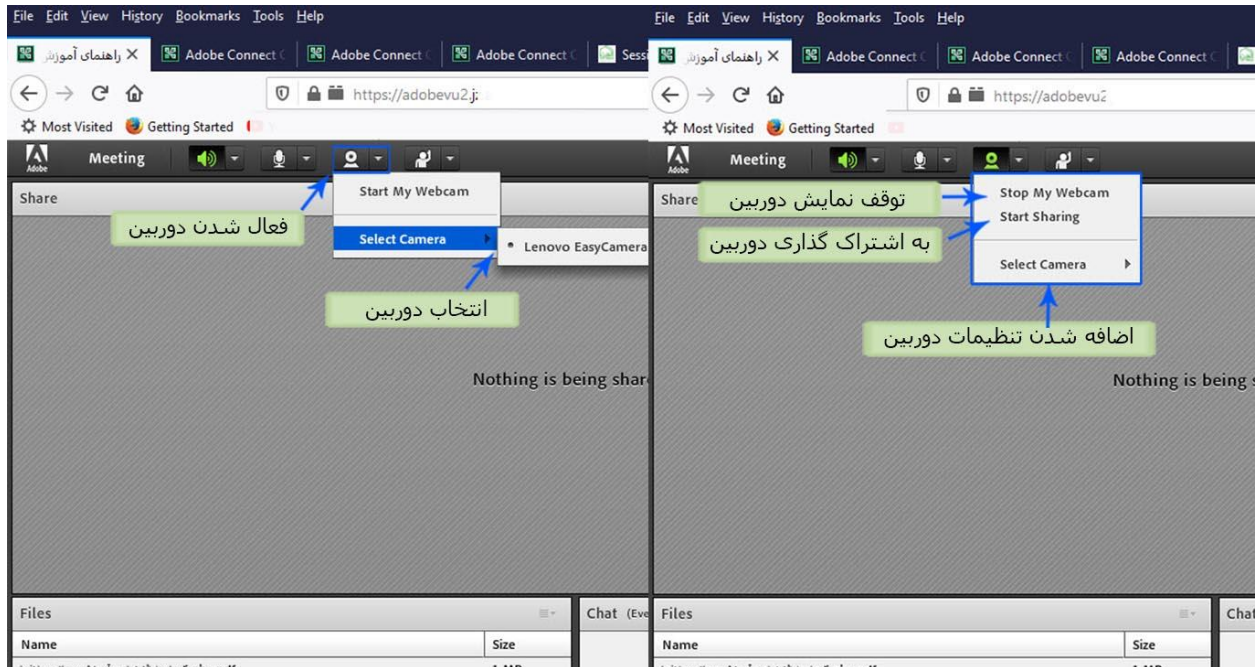 File Edit View History Bookmarks Tools Help
راهنمای آموزش
Adobe Connect
Adobe Connect
Adobe Connect
Sess
https://adobevu2.j
Most Visited Getting Started
Adobe
Meeting
Share
Start My Webcam
فعال شدن دوربین
Select Camera
Lenovo EasyCamera
انتخاب دوربین
Nothing is being shar
Files
Chat (Eve
Name Size
File Edit View History Bookmarks Tools Help
راهنمای آموزش
Adobe Connect
Adobe Connect
Adobe Connect
https://adobevu2
Most Visited Getting Started
Adobe
Meeting
Share
توقف نمایش دوربین
Stop My Webcam
Start Sharing
به اشتراک گذاری دوربین
Select Camera
اضافه شدن تنظیمات دوربین
Nothing is being
Files
Chat
Name Size